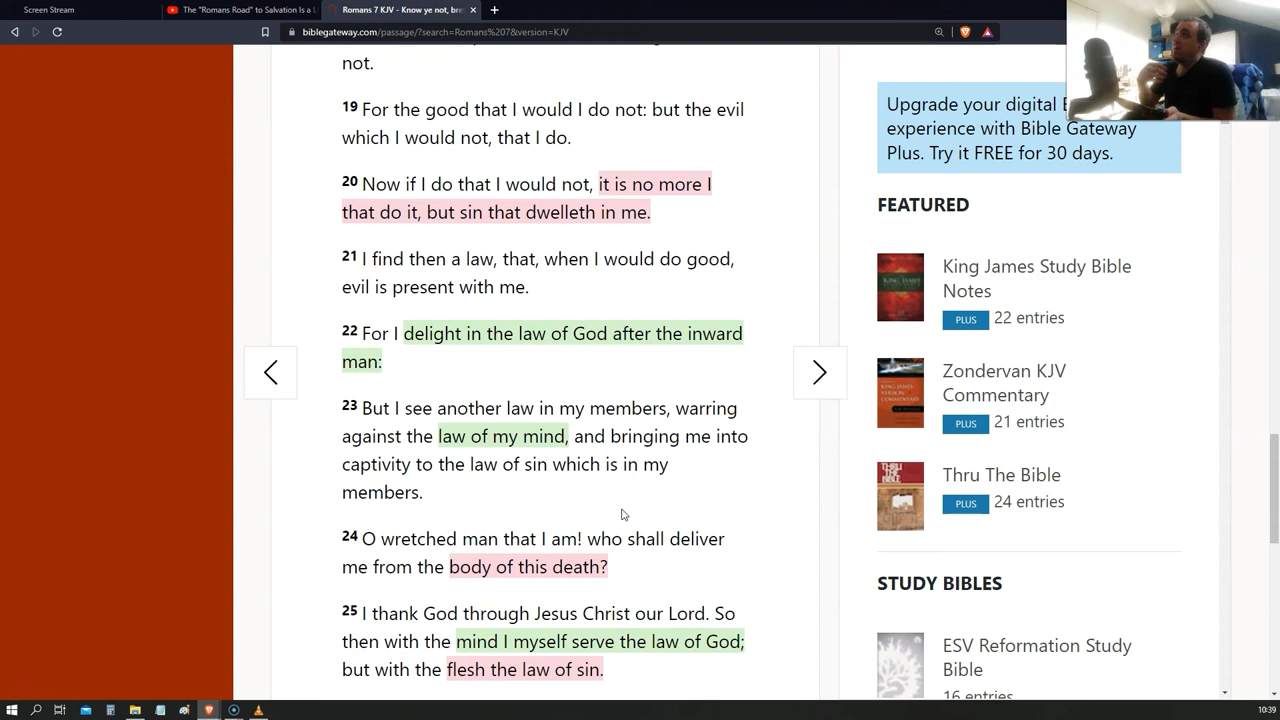 Screen Stream
The "Romans Road" to Salvation Is a L
Romans 7 KJV - Know ye not, bre
biblegateway.com/passage/?search=Romans%207&version=KJV
not.
19 For the good that I would I do not: but the evil
which I would not, that I do.
20 Now if I do that I would not, it is no more I
that do it, but sin that dwelleth in me.
21 I find then a law, that, when I would do good,
evil is present with me.
22 For I delight in the law of God after the inward
man:
23 But I see another law in my members, warring
against the law of my mind, and bringing me into
captivity to the law of sin which is in my
members.
24 O wretched man that I am! who shall deliver
me from the body of this death?
25 I thank God through Jesus Christ our Lord. So
then with the mind I myself serve the law of God;
but with the flesh the law of sin.
Upgrade your digital
experience with Bible Gateway
Plus. Try it FREE for 30 days.
FEATURED
King James Study Bible
Notes
PLUS 22 entries
Zondervan KJV
Commentary
PLUS 21 entries
Thru The Bible
PLUS 24 entries
STUDY BIBLES
ESV Reformation Study
Bible
16 entries
10:39